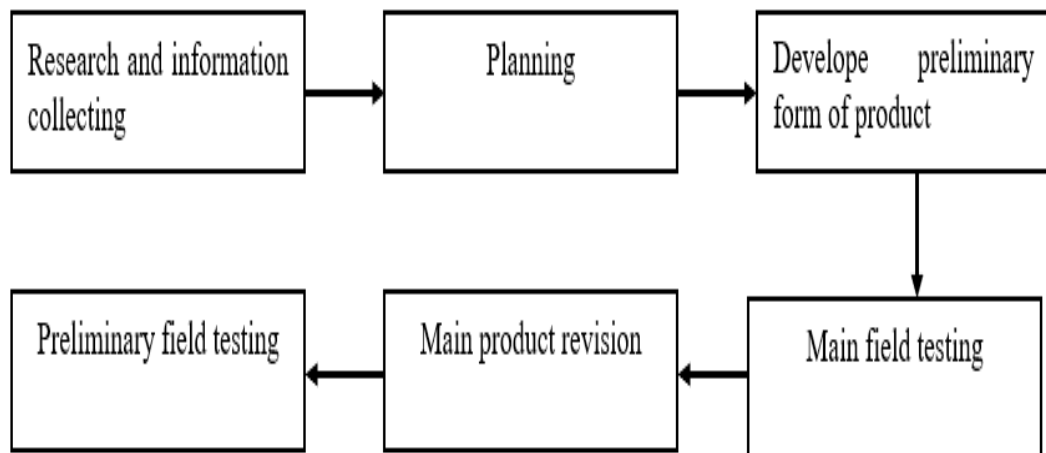 Research and information
collecting
Planning
Develope preliminary
form of product
Preliminary field testing
Main product revision
Main field testing